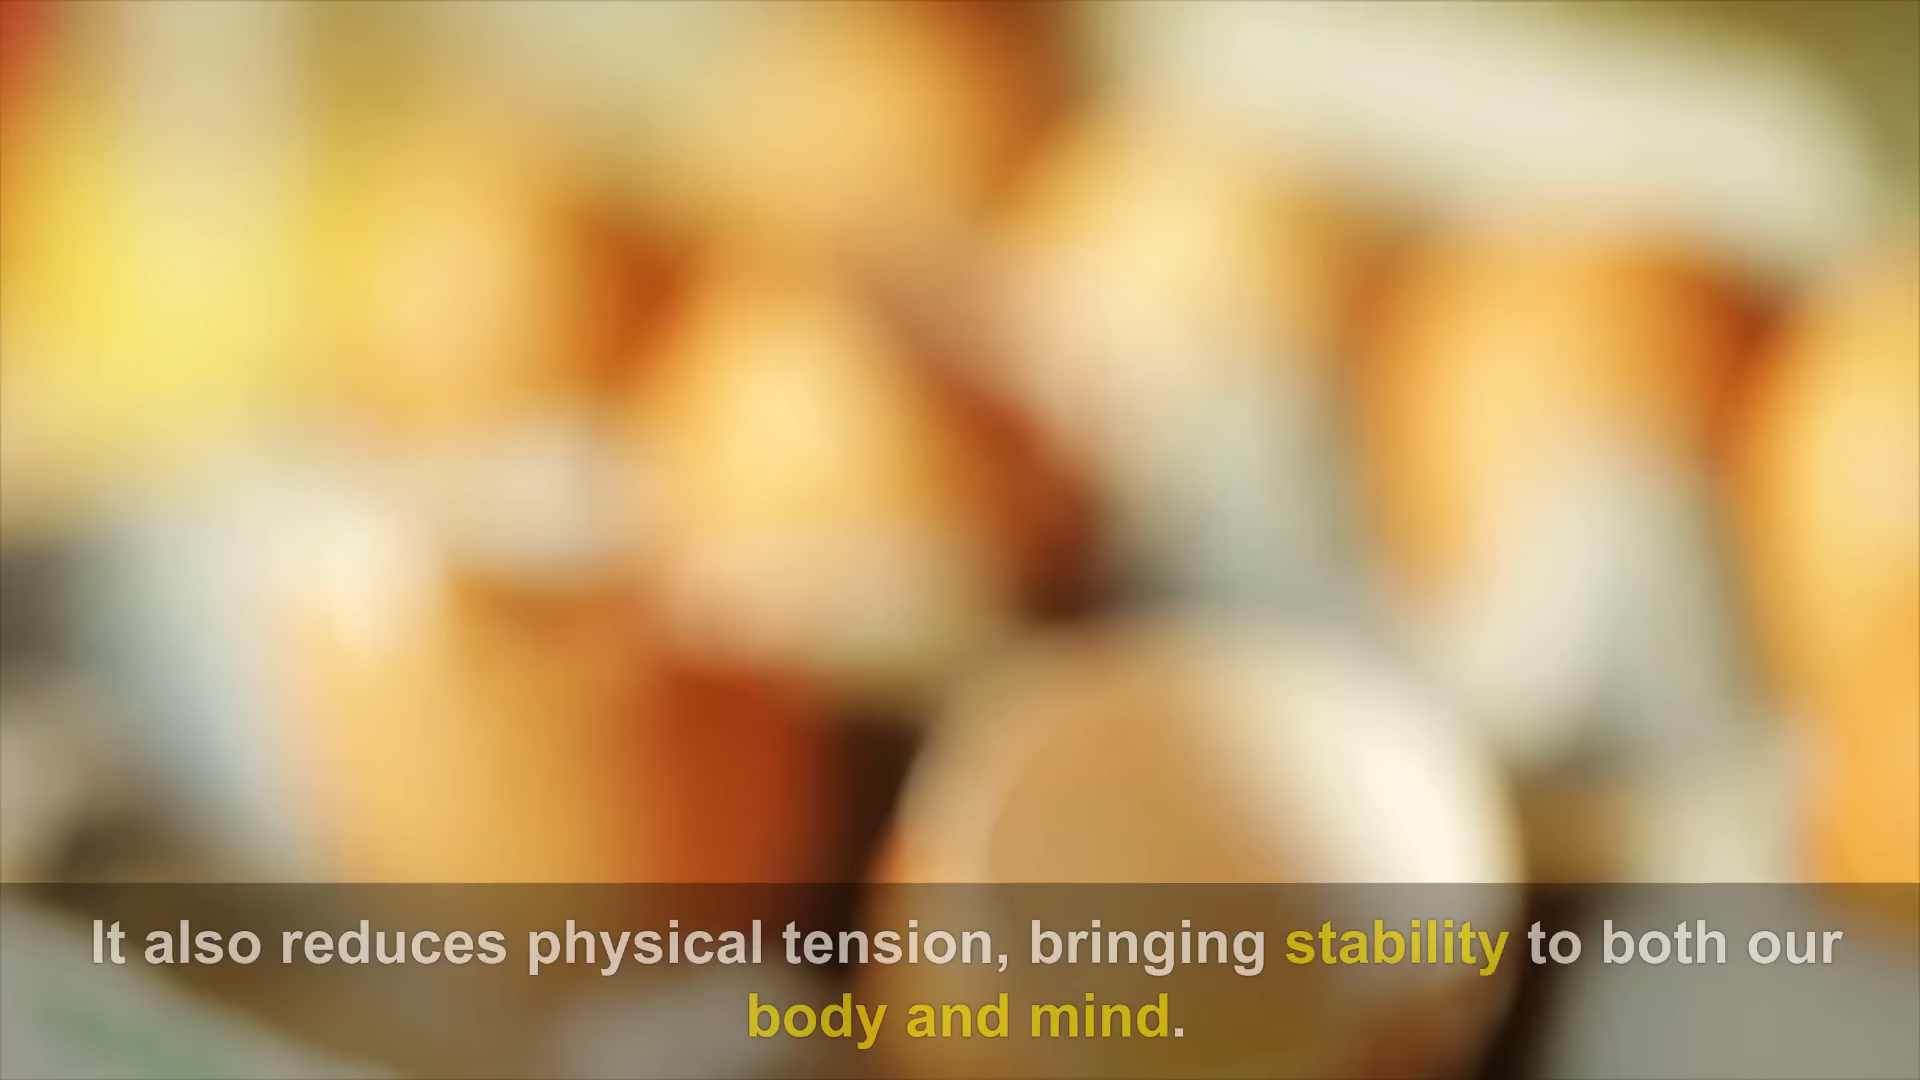 It also reduces physical tension, bringing stability to both our
body and mind.